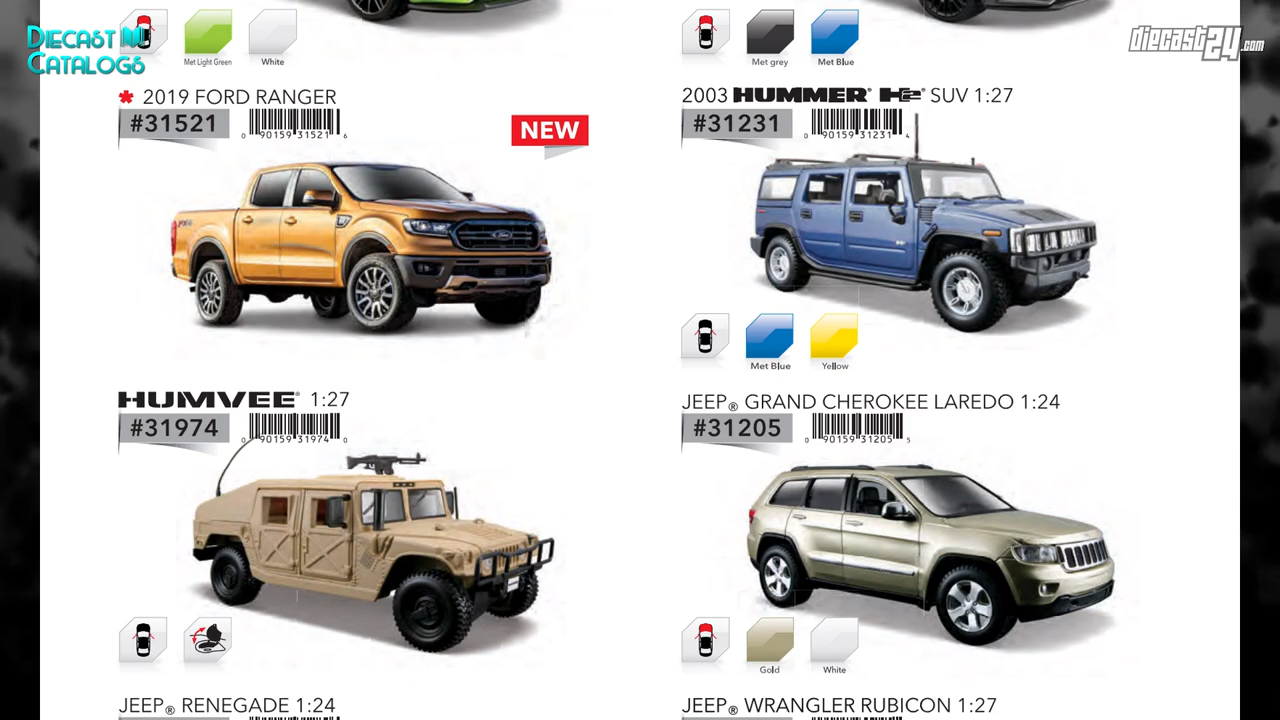 DIECAST
CATALOGS
Met Light Green
White
Met grey
Met Blue
diecast24.com
* 2019 FORD RANGER
#31521
0 90159 31521 6
NEW
2003 HUMMER® H2® SUV 1:27
#31231
0 90159 31231 4
Met Blue
Yellow
HUMVEE® 1:27
#31974
0 90159 31974 0
JEEP® GRAND CHEROKEE LAREDO 1:24
#31205
0 90159 31205 5
Gold
White
JEEP® RENEGADE 1:24
JEEP® WRANGLER RUBICON 1:27